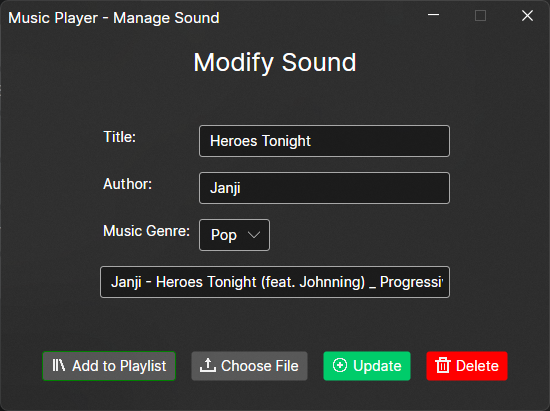 Music Player - Manage Sound
Modify Sound
Title: Heroes Tonight
Author: Janji
Music Genre: Pop
Janji - Heroes Tonight (feat. Johnning) _ Progressiv
Add to Playlist Choose File Update Delete